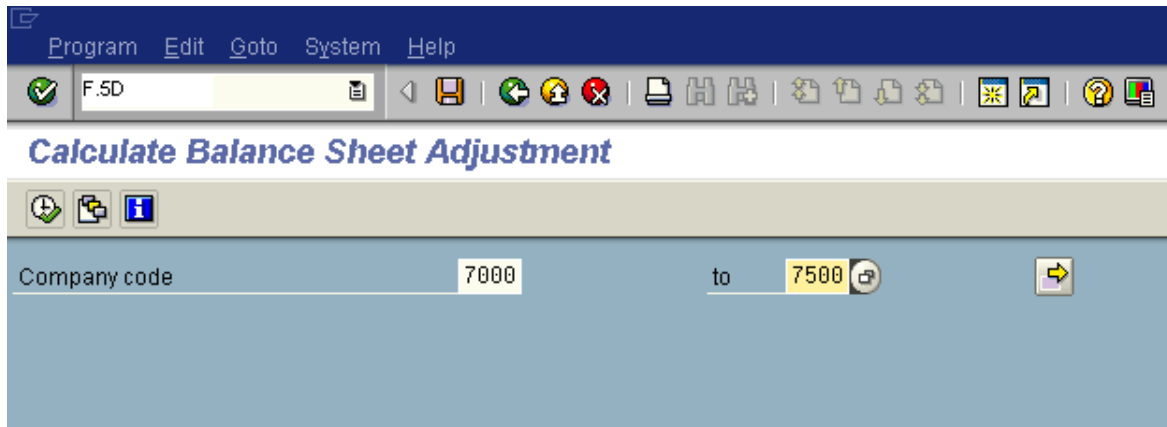 Program Edit Goto System Help
F.5D
Calculate Balance Sheet Adjustment
Company code 7000 to 7500